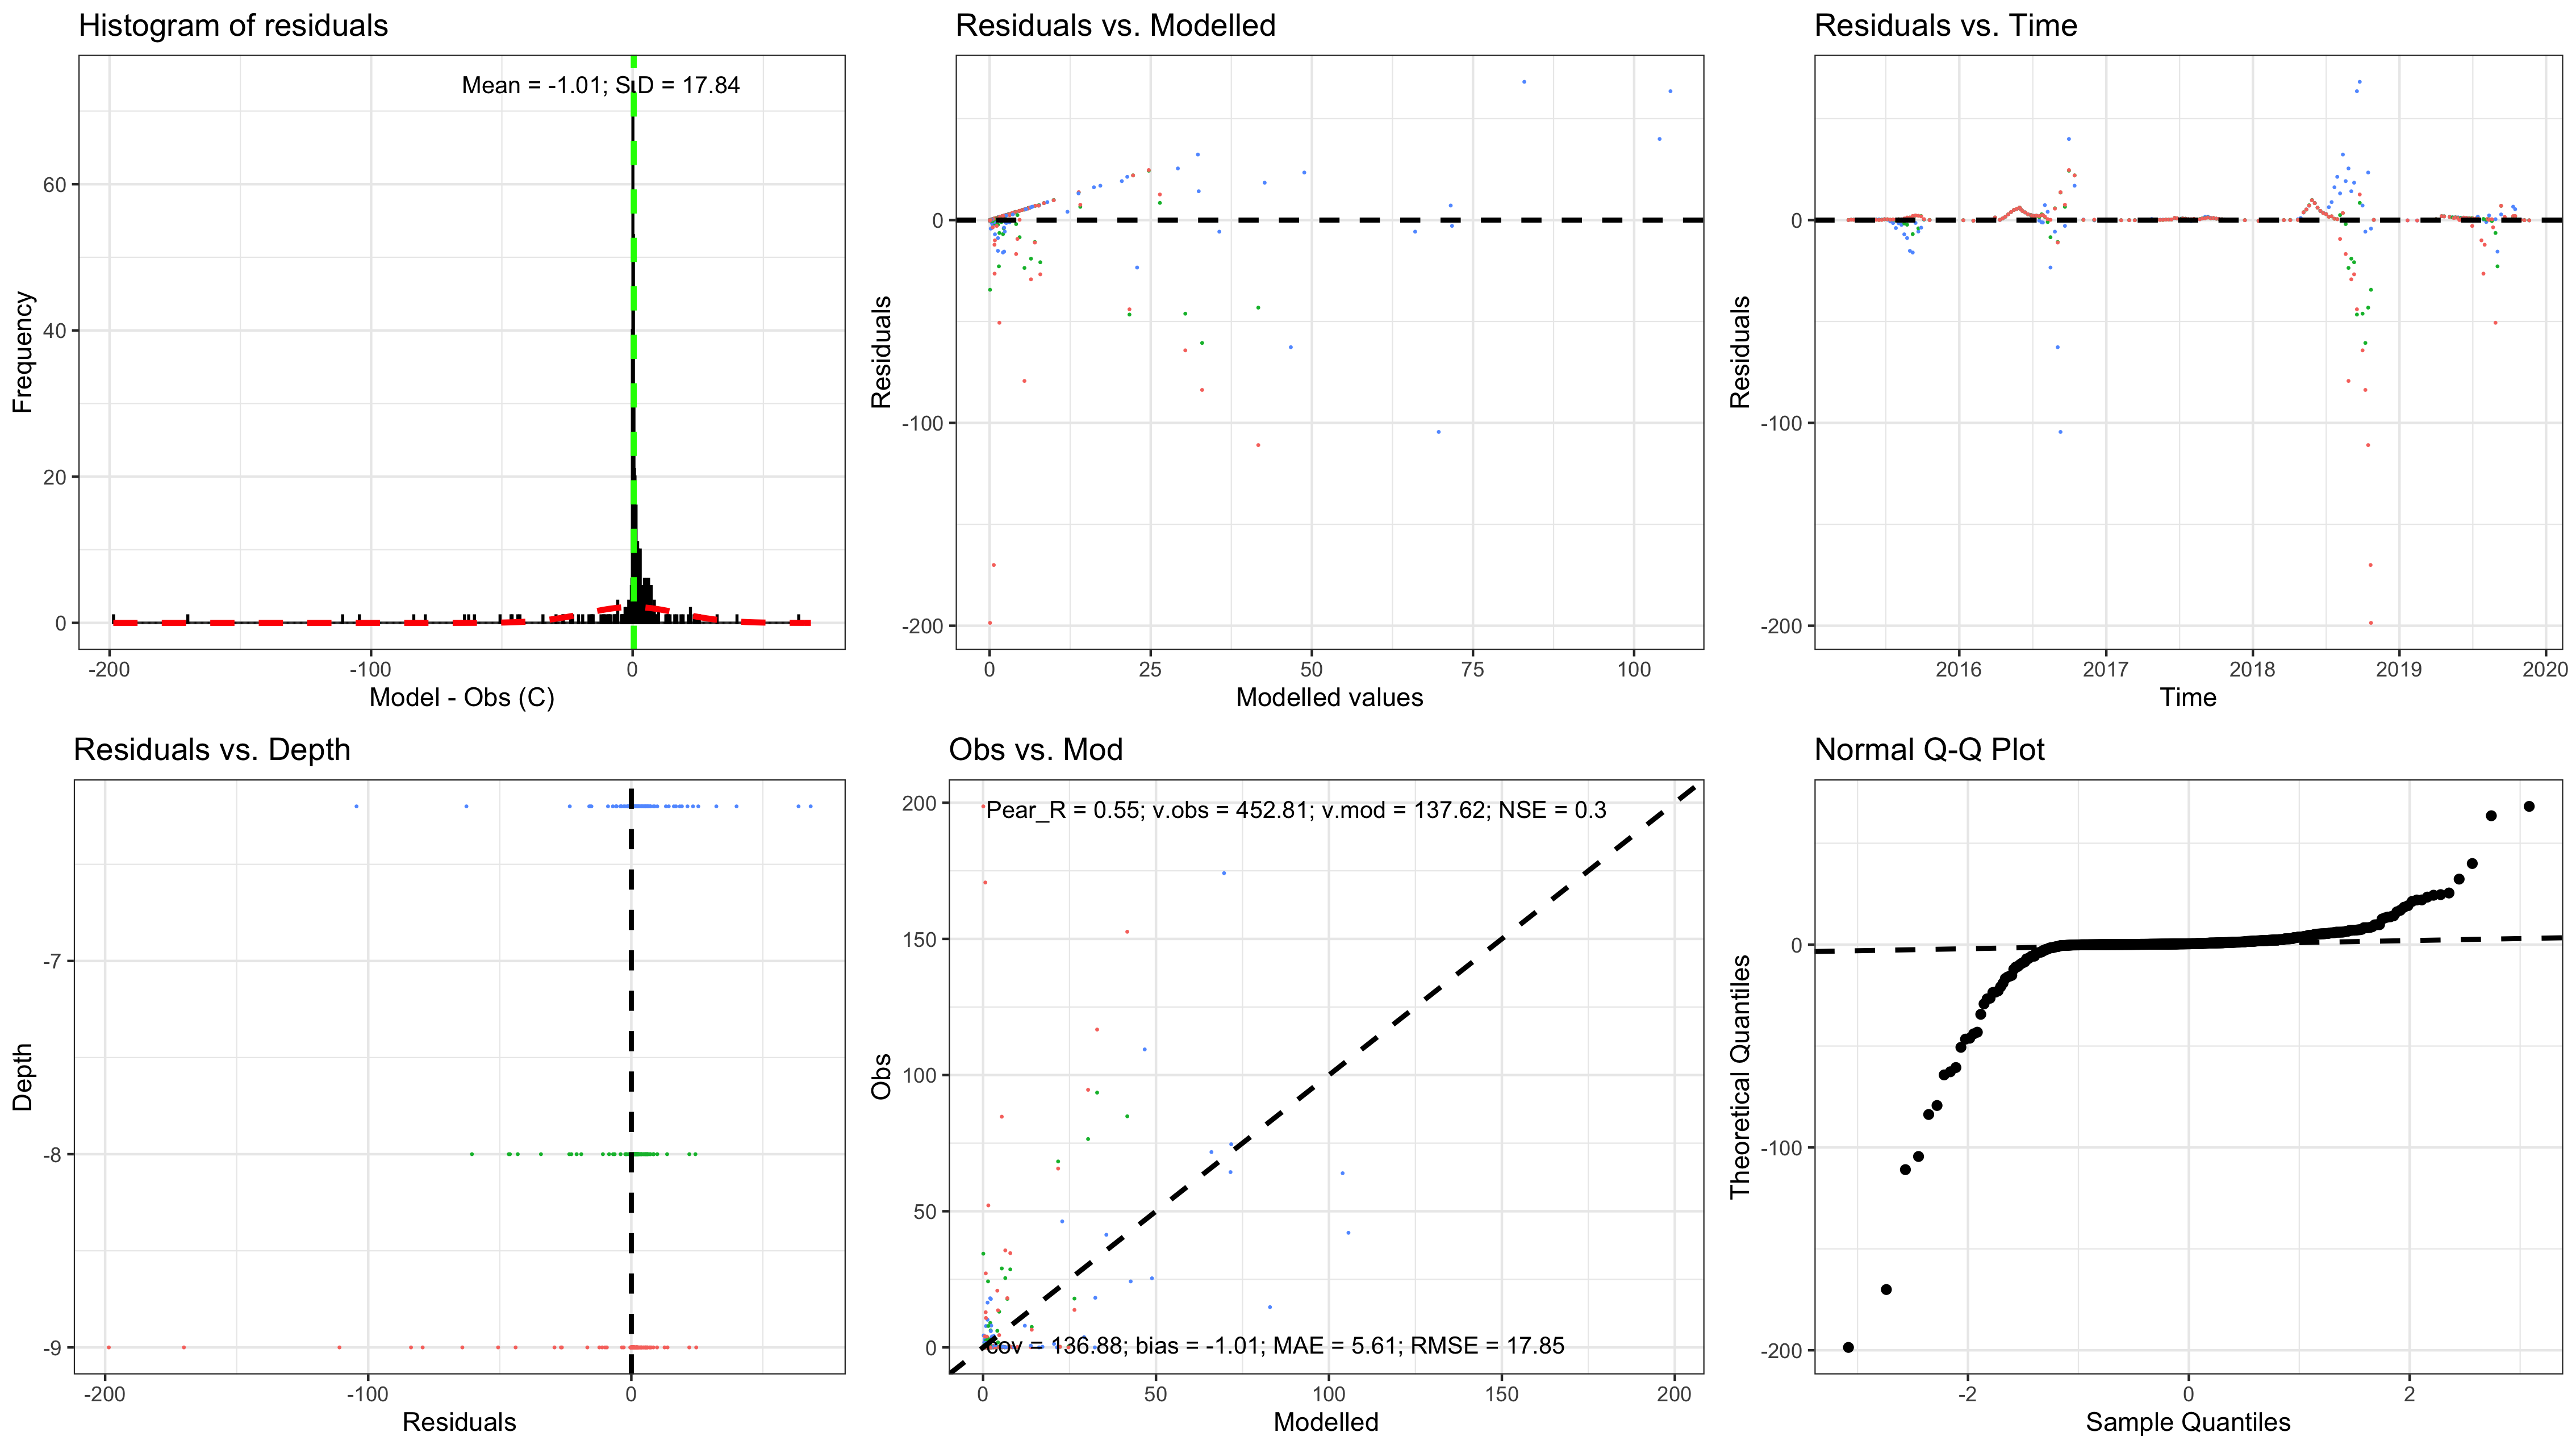 Histogram of residuals
Mean = -1.01; S.D = 17.84
Frequency
60
40
20
0
-200
-100
0
Model - Obs (C)
Residuals vs. Modelled
Residuals
0
-100
-200
0
25
50
75
100
Modelled values
Residuals vs. Time
Residuals
0
-100
-200
2016
2017
2018
2019
2020
Time
Residuals vs. Depth
Depth
-7
-8
-9
-200
-100
0
Residuals
Obs vs. Mod
Pear_R = 0.55; v.obs = 452.81; v.mod = 137.62; NSE = 0.3
Obs
200
150
100
50
0
cov = 136.88; bias = -1.01; MAE = 5.61; RMSE = 17.85
0
50
100
150
200
Modelled
Normal Q-Q Plot
Theoretical Quantiles
0
-100
-200
-2
0
2
Sample Quantiles